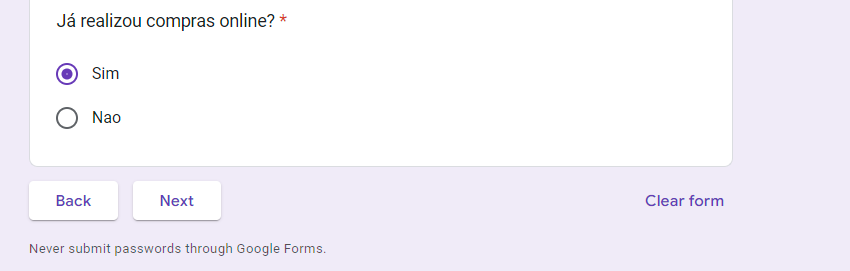 Já realizou compras online? *
Sim
Nao
Back Next Clear form
Never submit passwords through Google Forms.